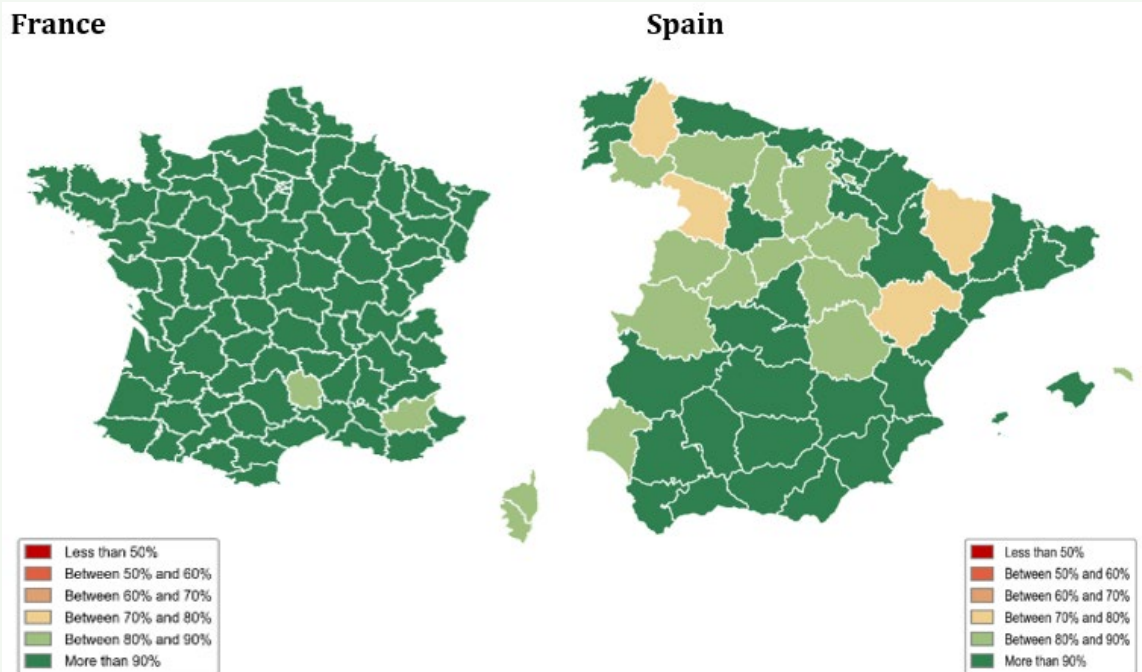 France
Spain
Less than 50%
Between 50% and 60%
Between 60% and 70%
Between 70% and 80%
Between 80% and 90%
More than 90%
Less than 50%
Between 50% and 60%
Between 60% and 70%
Between 70% and 80%
Between 80% and 90%
More than 90%